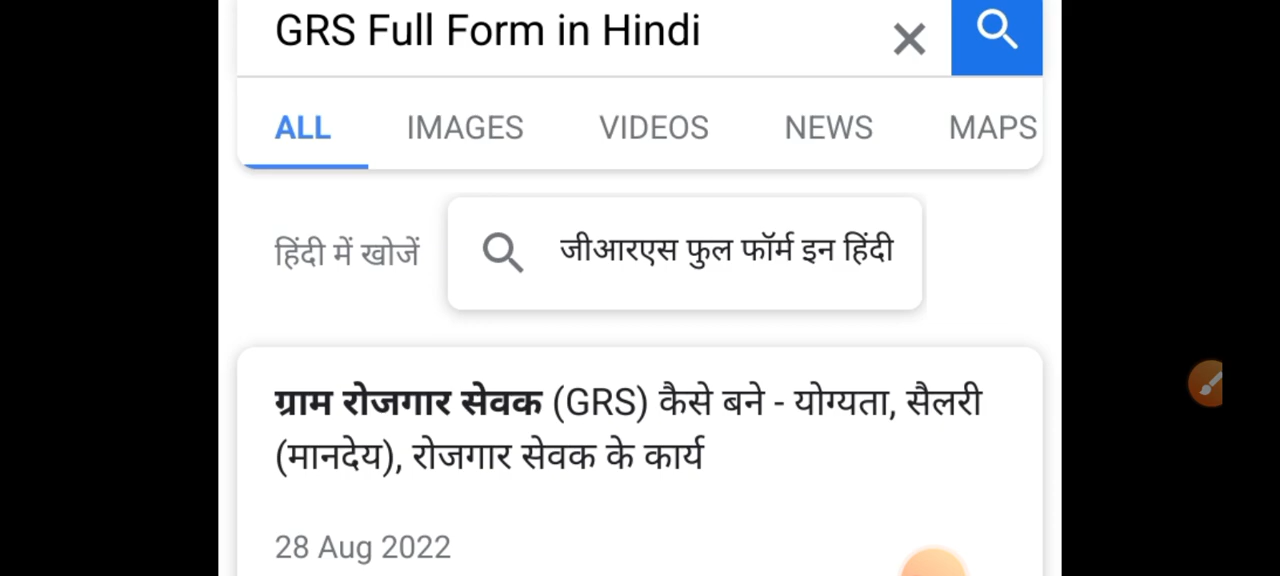 GRS Full Form in Hindi
ALL IMAGES VIDEOS NEWS MAPS
हिंदी में खोजें जीआरएस फुल फॉर्म इन हिंदी
ग्राम रोजगार सेवक (GRS) कैसे बने - योग्यता, सैलरी
(मानदेय), रोजगार सेवक के कार्य
28 Aug 2022